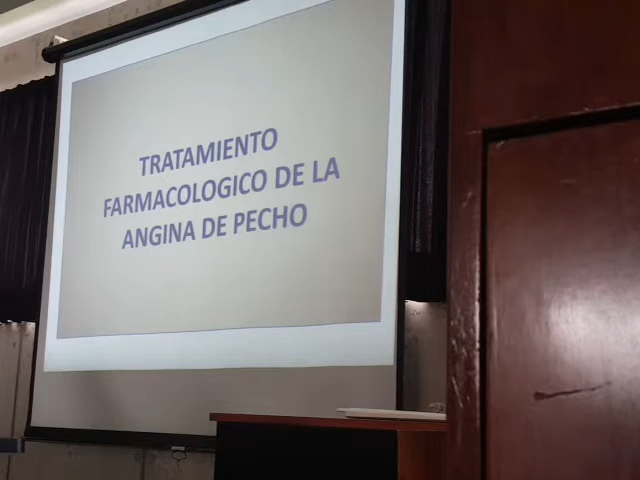 TRATAMIENTO
FARMACOLOGICO DE LA
ANGINA DE PECHO